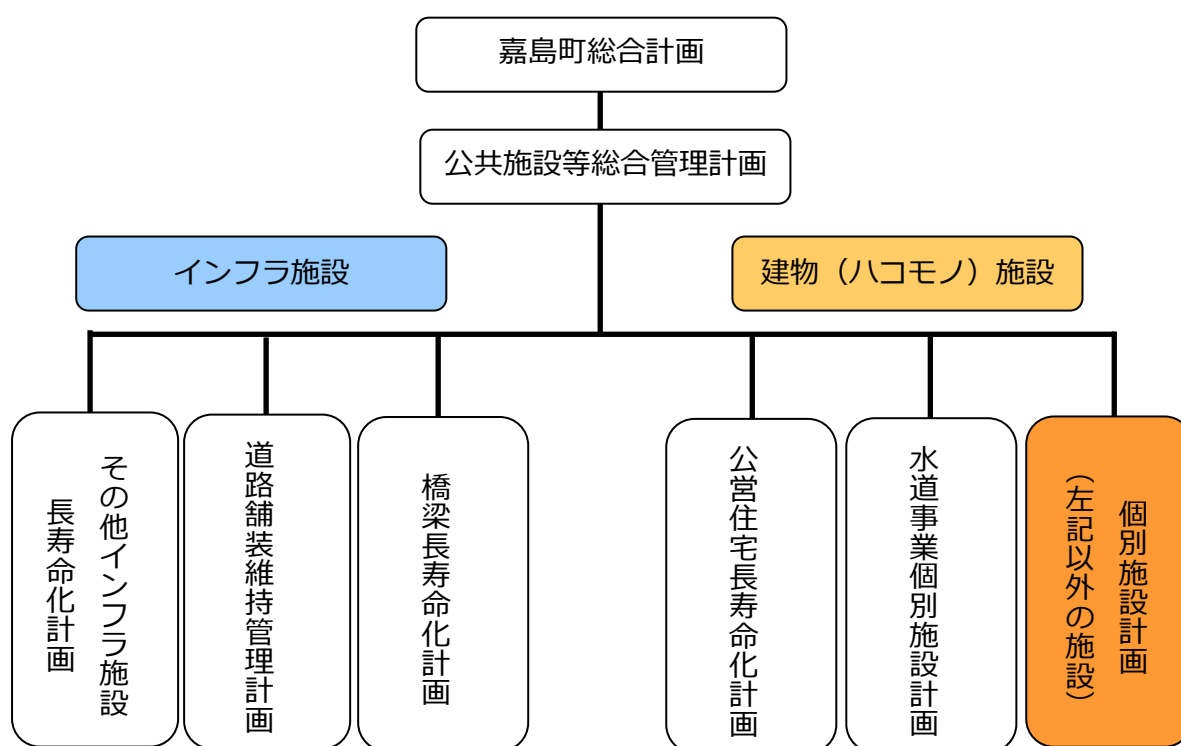 嘉島町総合計画
公共施設等総合管理計画
インフラ施設
建物（ハコモノ）施設
その他インフラ施設
長寿命化計画
道路舗装維持管理計画
橋梁長寿命化計画
公営住宅長寿命化計画
水道事業個別施設計画
個別施設計画
（左記以外の施設）